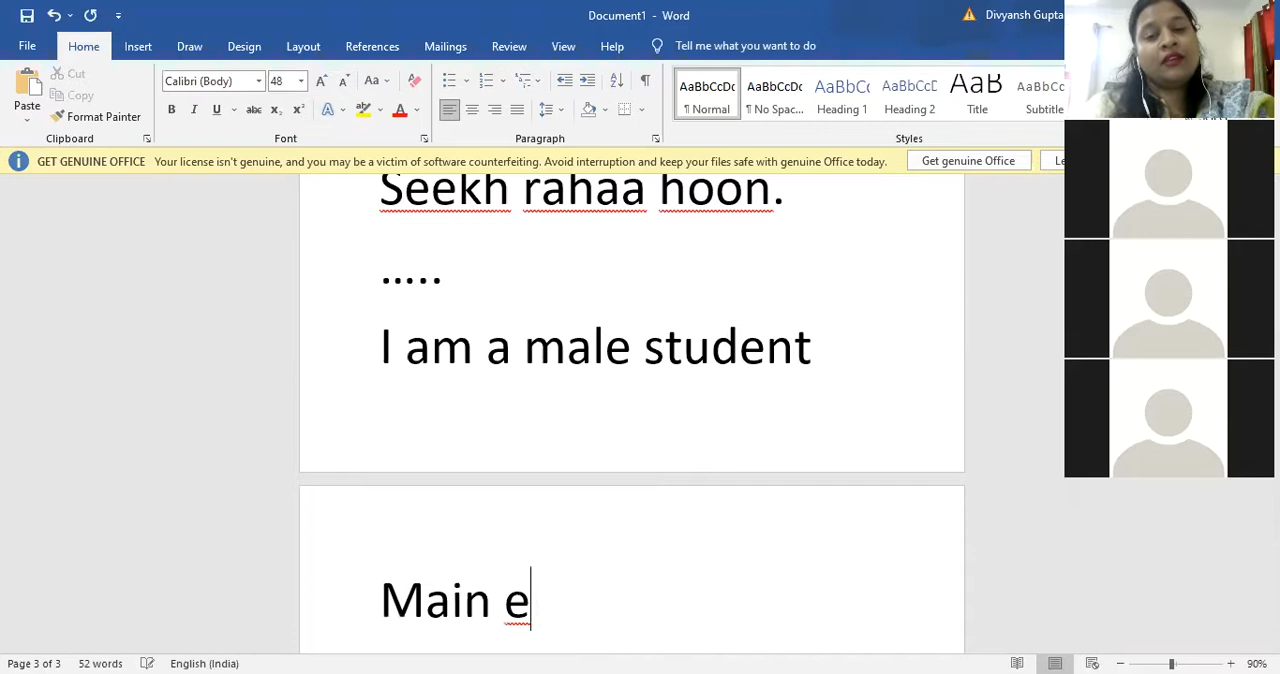 Document1 - Word
Divyansh Gupta
File Home Insert Draw Design Layout References Mailings Review View Help Tell me what you want to do
Cut
Copy
Paste
Format Painter
Clipboard
Calibri (Body) 48
Font
Paragraph
AaBbCcDc AaBbCcDc AaBbCc AaBbCcD AaB AaBbCc
¶ Normal ¶ No Spac... Heading 1 Heading 2 Title Subtitle
Styles
GET GENUINE OFFICE Your license isn't genuine, and you may be a victim of software counterfeiting. Avoid interruption and keep your files safe with genuine Office today. Get genuine Office Le
Seekh rahaa hoon.
.....
I am a male student
Main e
Page 3 of 3 52 words English (India) 90%